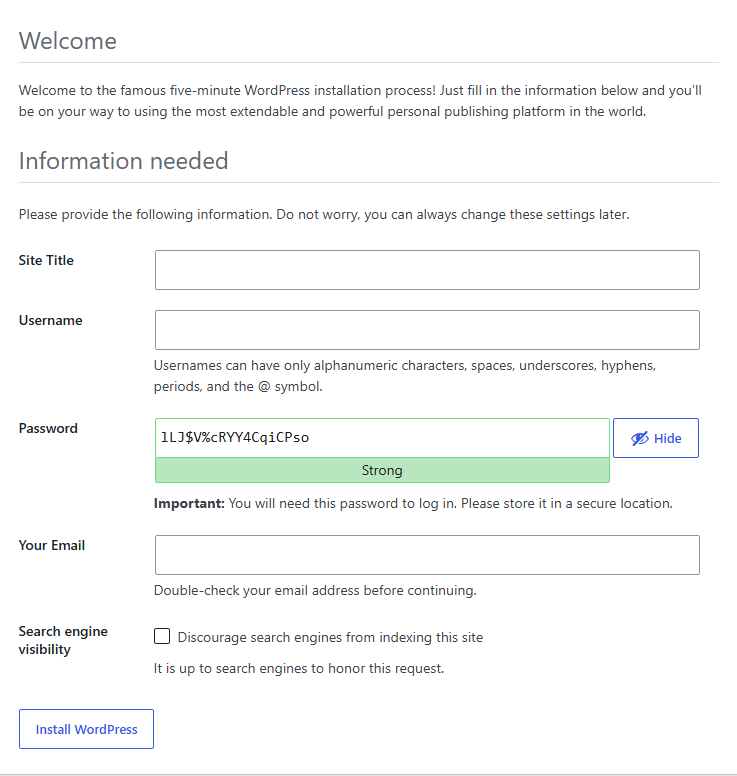 Welcome
Welcome to the famous five-minute WordPress installation process! Just fill in the information below and you’ll
be on your way to using the most extendable and powerful personal publishing platform in the world.
Information needed
Please provide the following information. Do not worry, you can always change these settings later.
Site Title
Username
Usernames can have only alphanumeric characters, spaces, underscores, hyphens,
periods, and the @ symbol.
Password
1LJ$V%cRYY4CqiCPso
Hide
Strong
Important: You will need this password to log in. Please store it in a secure location.
Your Email
Double-check your email address before continuing.
Search engine
visibility
Discourage search engines from indexing this site
It is up to search engines to honor this request.
Install WordPress